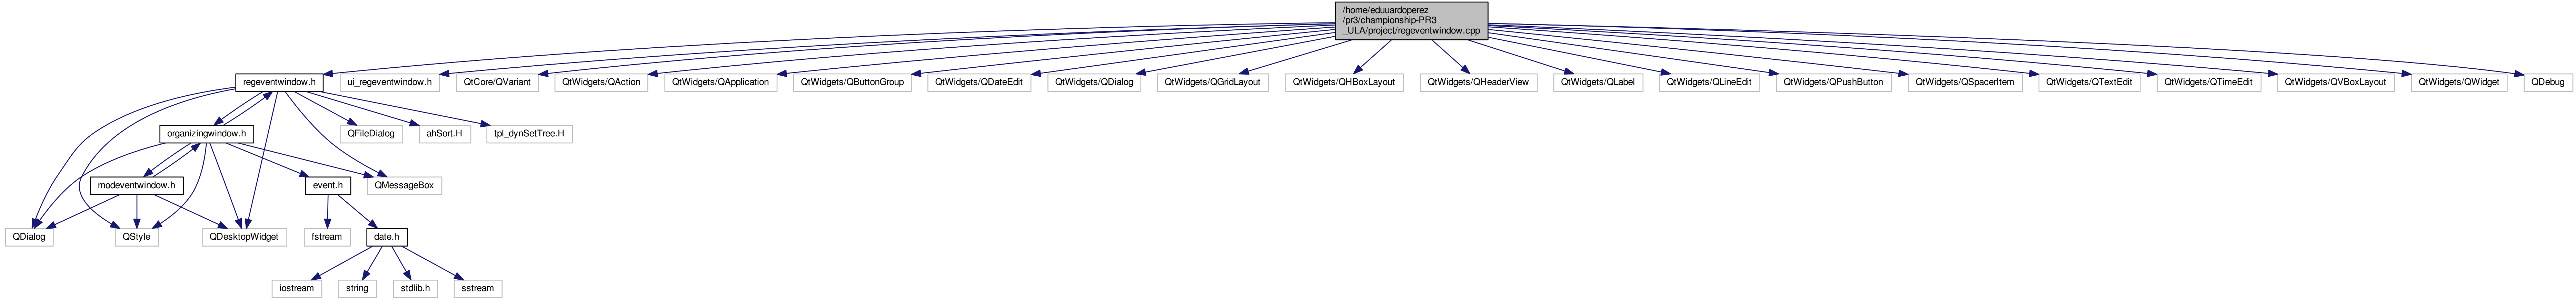 /home/eduuardoperez
/pr3/championship-PR3
_ULA/project/regeventwindow.cpp
regeventwindow.h
ui_regeventwindow.h
QtCore/QVariant
QtWidgets/QAction
QtWidgets/QApplication
QtWidgets/QButtonGroup
QtWidgets/QDateEdit
QtWidgets/QDialog
QtWidgets/QGridLayout
QtWidgets/QHBoxLayout
QtWidgets/QHeaderView
QtWidgets/QLabel
QtWidgets/QLineEdit
QtWidgets/QPushButton
QtWidgets/QSpacerItem
QtWidgets/QTextEdit
QtWidgets/QTimeEdit
QtWidgets/QVBoxLayout
QtWidgets/QWidget
QDebug
organizingwindow.h
QFileDialog
ahSort.H
tpl_dynSetTree.H
modeventwindow.h
event.h
QMessageBox
QDialog
QStyle
QDesktopWidget
fstream
date.h
iostream
string
stdlib.h
sstream